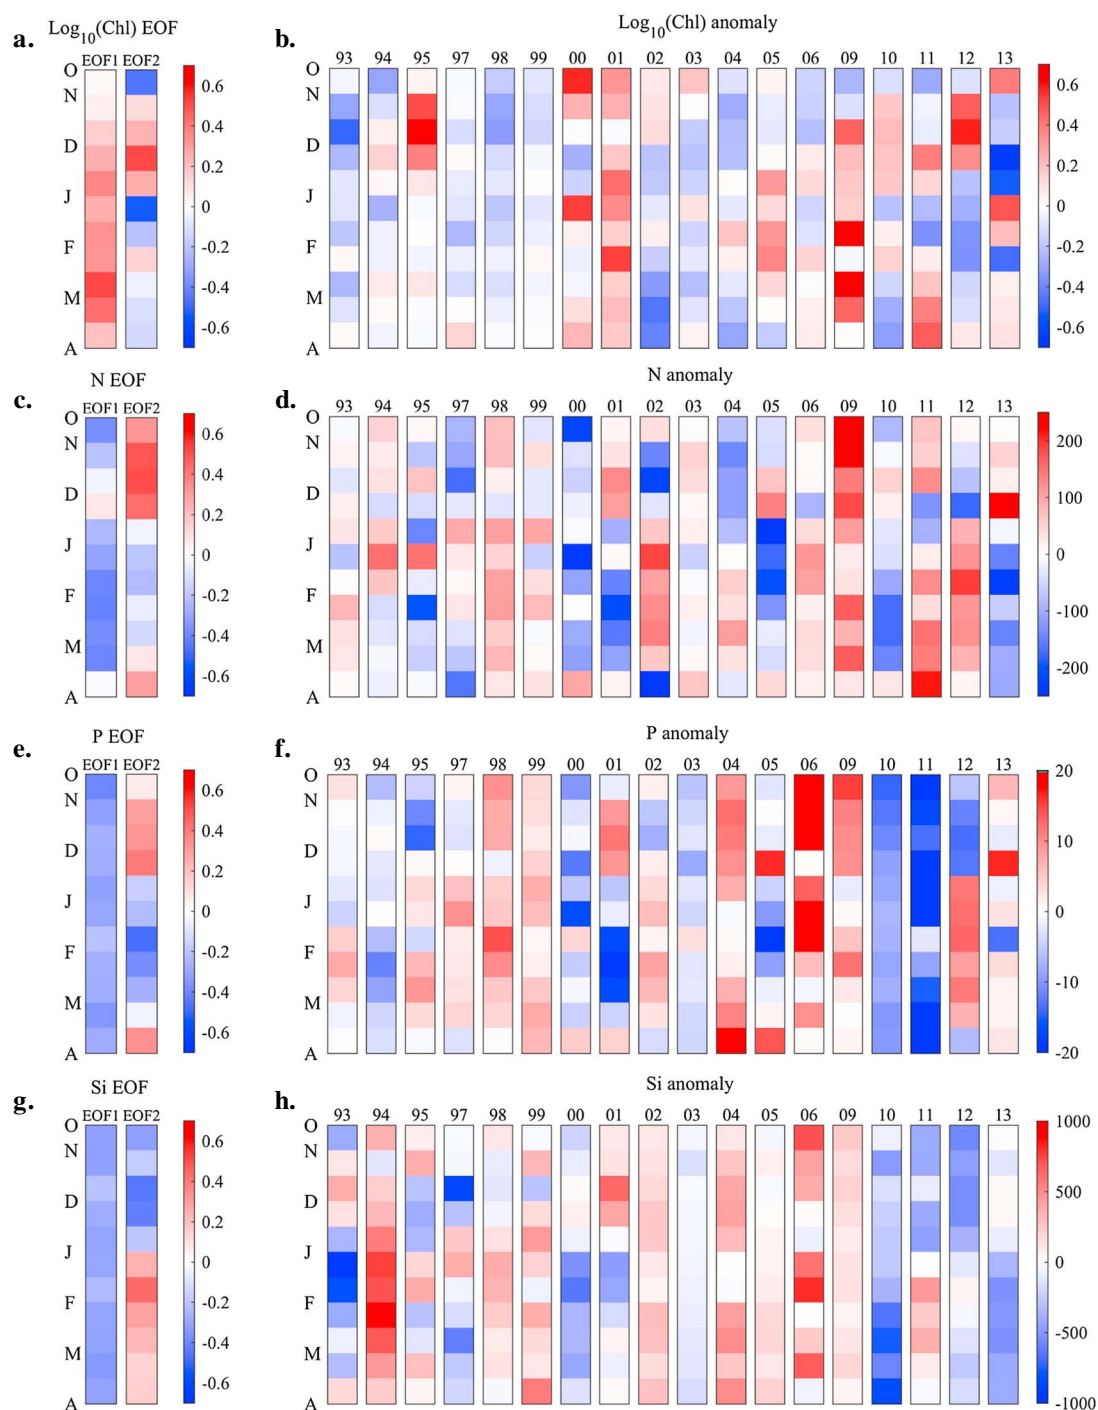 a. Log10(Chl) EOF
EOF1 EOF2
O
N
D
J
F
M
A
0.6
0.4
0.2
0
-0.2
-0.4
-0.6
b. Log10(Chl) anomaly
93 94 95 97 98 99 00 01 02 03 04 05 06 09 10 11 12 13
O
N
D
J
F
M
A
0.6
0.4
0.2
0
-0.2
-0.4
-0.6
c. N EOF
EOF1 EOF2
O
N
D
J
F
M
A
0.6
0.4
0.2
0
-0.2
-0.4
-0.6
d. N anomaly
93 94 95 97 98 99 00 01 02 03 04 05 06 09 10 11 12 13
O
N
D
J
F
M
A
200
100
0
-100
-200
e. P EOF
EOF1 EOF2
O
N
D
J
F
M
A
0.6
0.4
0.2
0
-0.2
-0.4
-0.6
f. P anomaly
93 94 95 97 98 99 00 01 02 03 04 05 06 09 10 11 12 13
O
N
D
J
F
M
A
20
10
0
-10
-20
g. Si EOF
EOF1 EOF2
O
N
D
J
F
M
A
0.6
0.4
0.2
0
-0.2
-0.4
-0.6
h. Si anomaly
93 94 95 97 98 99 00 01 02 03 04 05 06 09 10 11 12 13
O
N
D
J
F
M
A
1000
500
0
-500
-1000